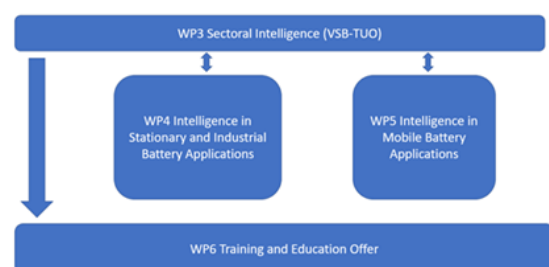 WP3 Sectoral Intelligence (VSB-TUO)
WP4 Intelligence in
Stationary and Industrial
Battery Applications
WP5 Intelligence in
Mobile Battery
Applications
WP6 Training and Education Offer